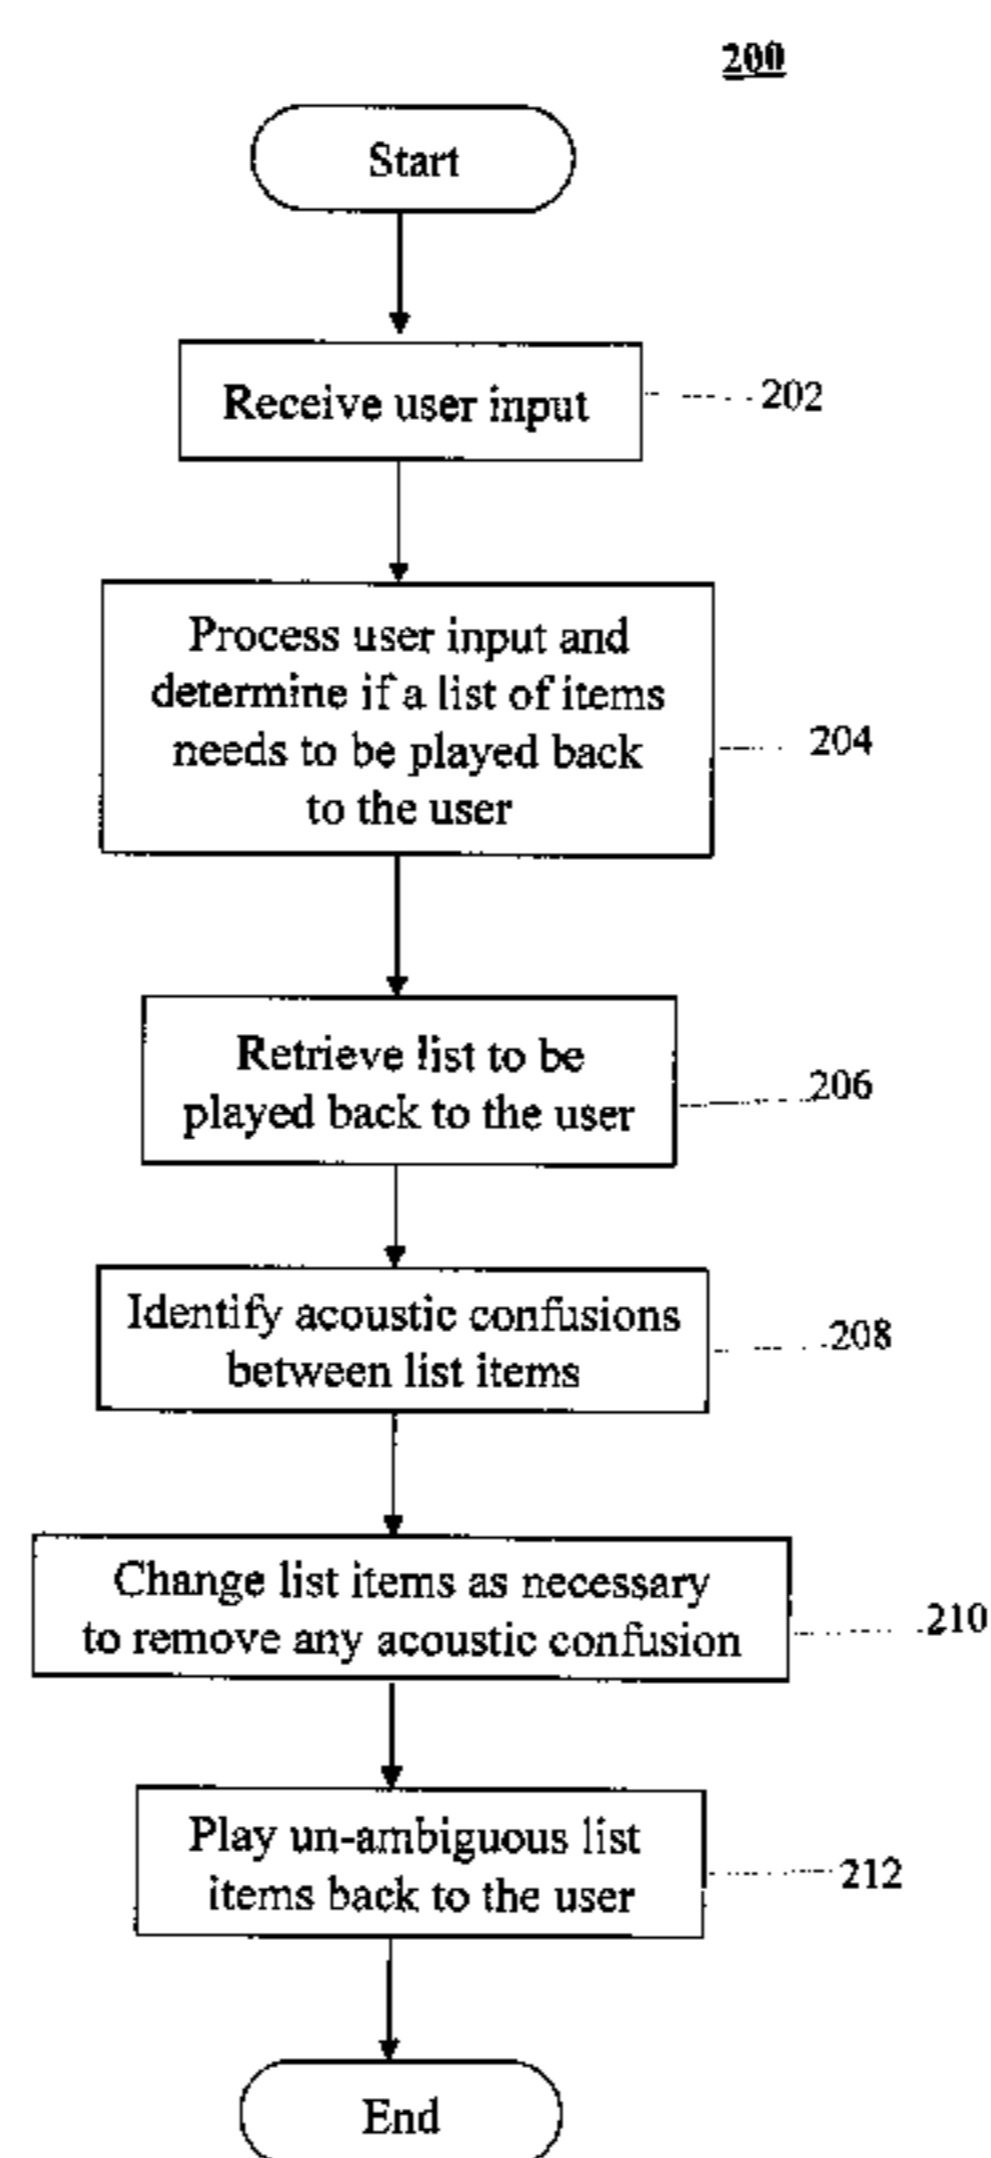 200
Start
Receive user input
202
Process user input and
determine if a list of items
needs to be played back
to the user
204
Retrieve list to be
played back to the user
206
Identify acoustic confusions
between list items
208
Change list items as necessary
to remove any acoustic confusion
210
Play un-ambiguous list
items back to the user
212
End